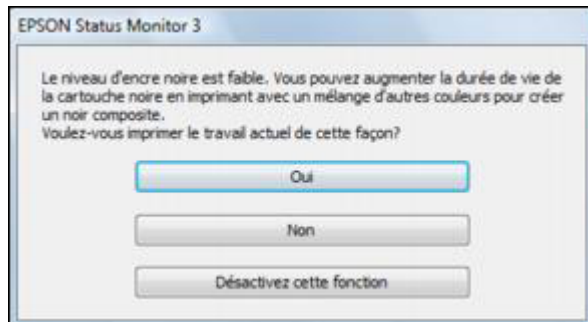 EPSON Status Monitor 3
Le niveau d'encre noire est faible. Vous pouvez augmenter la durée de vie de
la cartouche noire en imprimant avec un mélange d'autres couleurs pour créer
un noir composite.
Voulez-vous imprimer le travail actuel de cette façon?
Oui
Non
Désactivez cette fonction